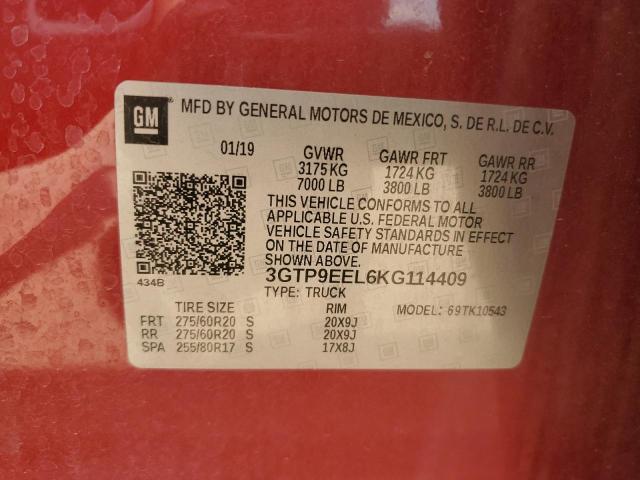 GM
MFD BY GENERAL MOTORS DE MEXICO, S. DE R.L. DE C.V.
01/19 GVWR GAWR FRT GAWR RR
3175 KG 1724 KG 1724 KG
7000 LB 3800 LB 3800 LB
THIS VEHICLE CONFORMS TO ALL
APPLICABLE U.S. FEDERAL MOTOR
VEHICLE SAFETY STANDARDS IN EFFECT
ON THE DATE OF MANUFACTURE
SHOWN ABOVE.
434B
3GTP9EEL6KG114409
TYPE: TRUCK
TIRE SIZE RIM MODEL: 69TK10543
FRT 275/60R20 S 20X9J
RR 275/60R20 S 20X9J
SPA 255/80R17 S 17X8J